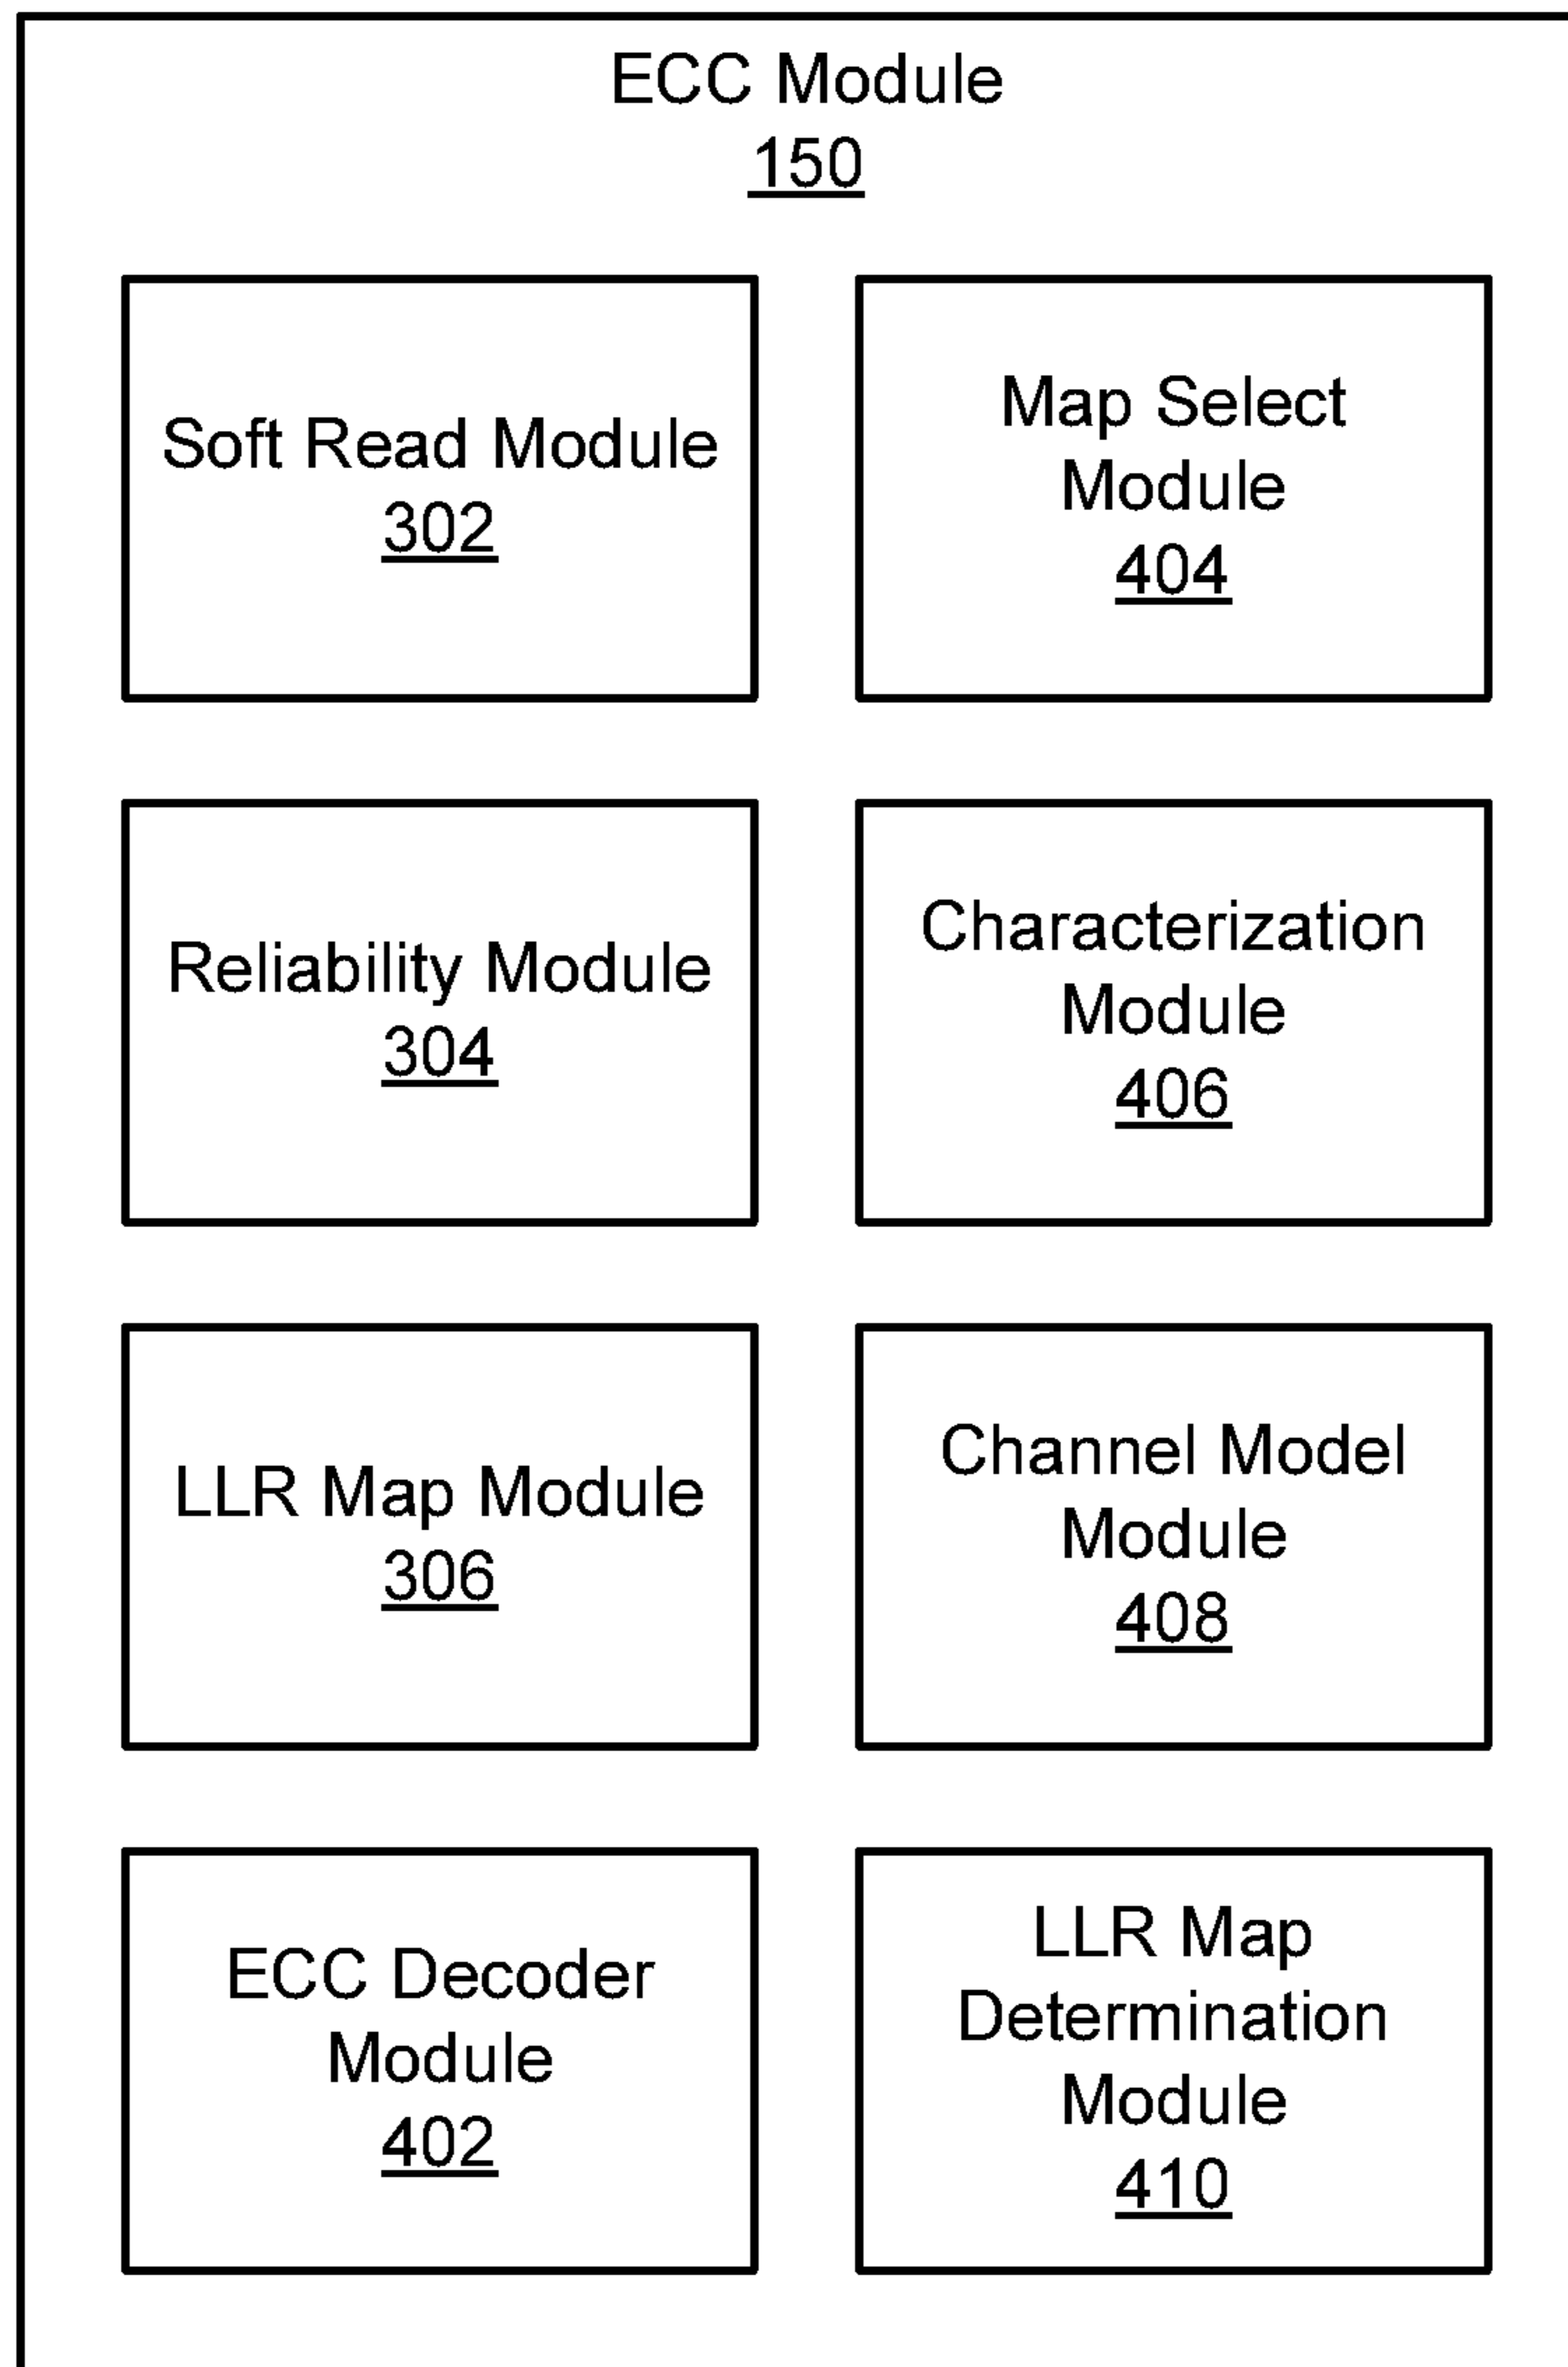 ECC Module
150
Soft Read Module
302
Map Select
Module
404
Reliability Module
304
Characterization
Module
406
LLR Map Module
306
Channel Model
Module
408
ECC Decoder
Module
402
LLR Map
Determination
Module
410